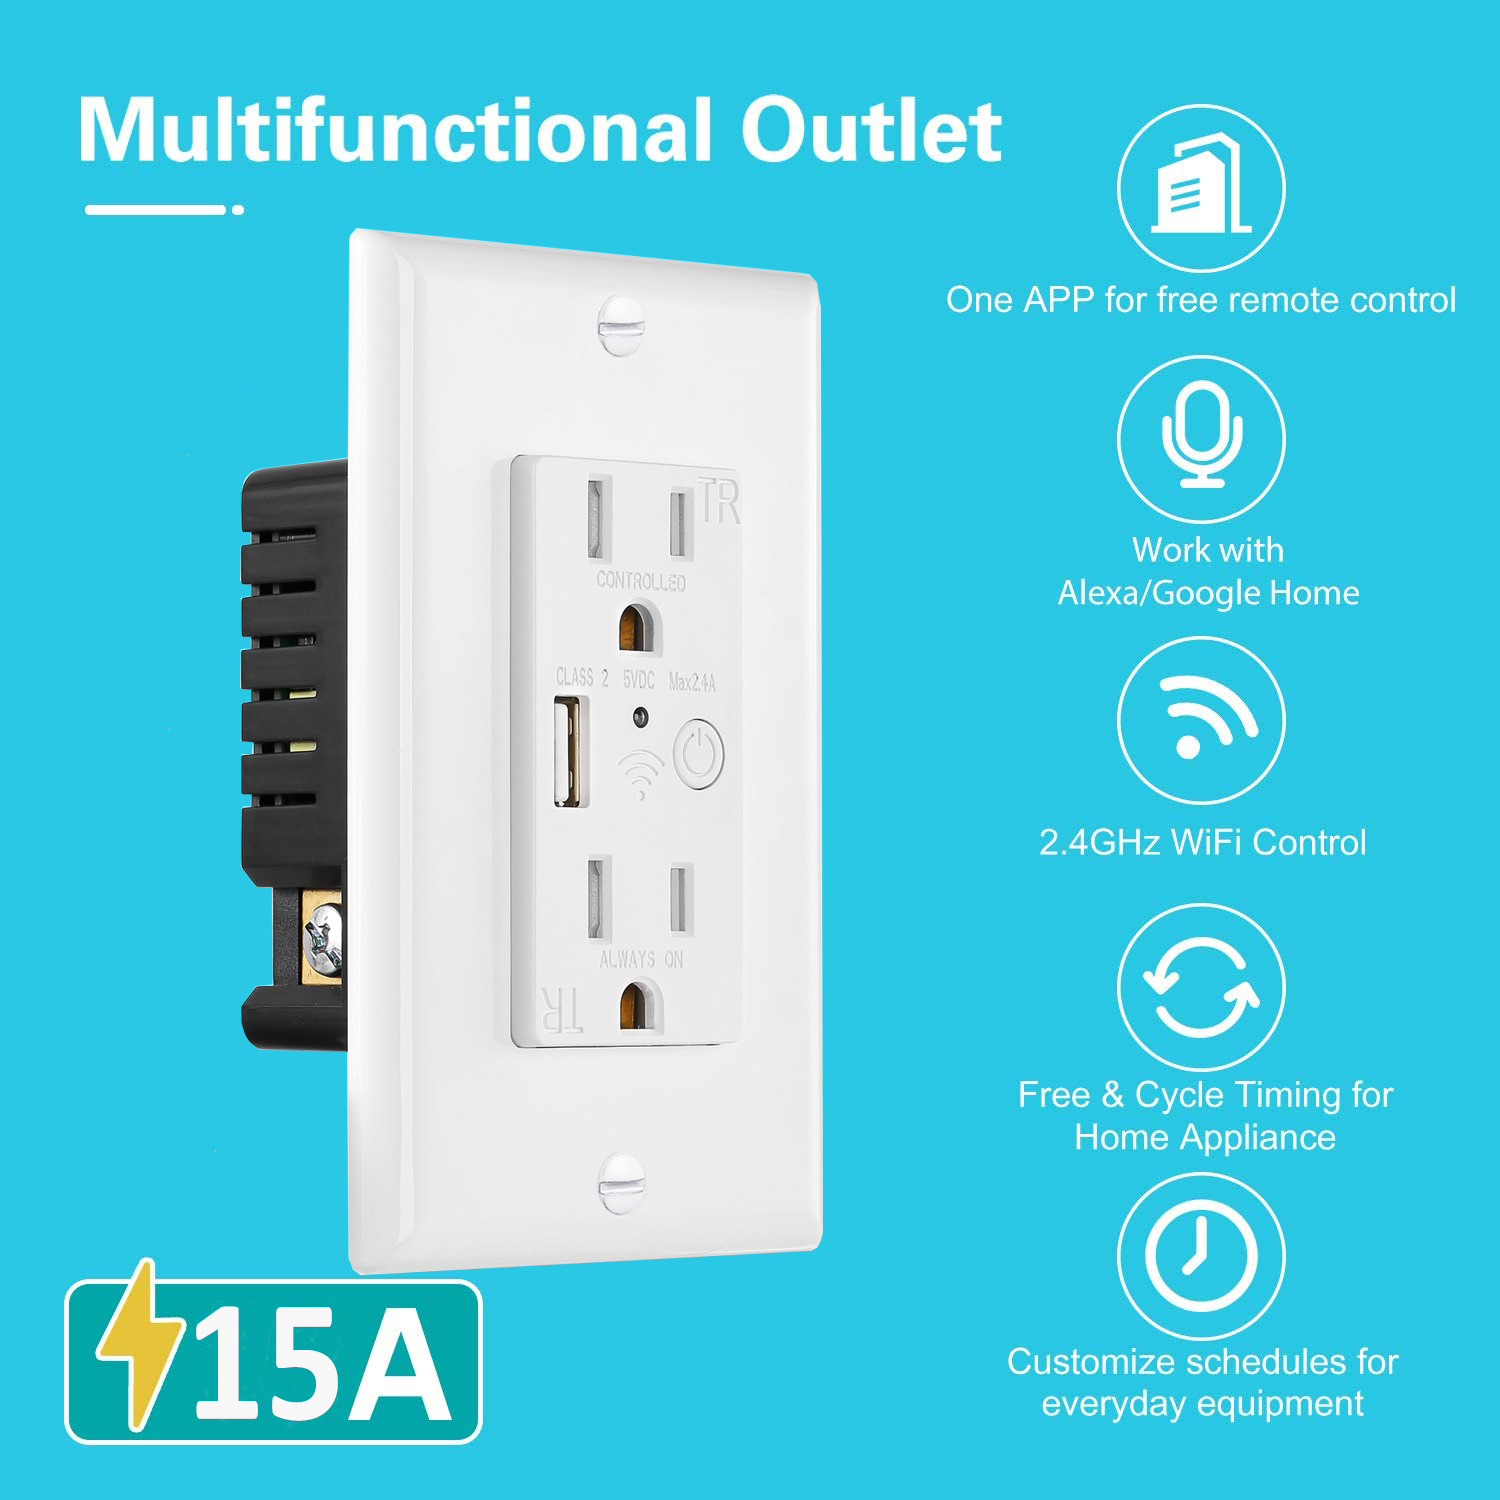 Multifunctional Outlet
One APP for free remote control
Work with
Alexa/Google Home
2.4GHz WiFi Control
Free & Cycle Timing for
Home Appliance
Customize schedules for
everyday equipment
TR
CONTROLLED
CLASS 2 5VDC Max2.4A
ALWAYS ON
TR
15A